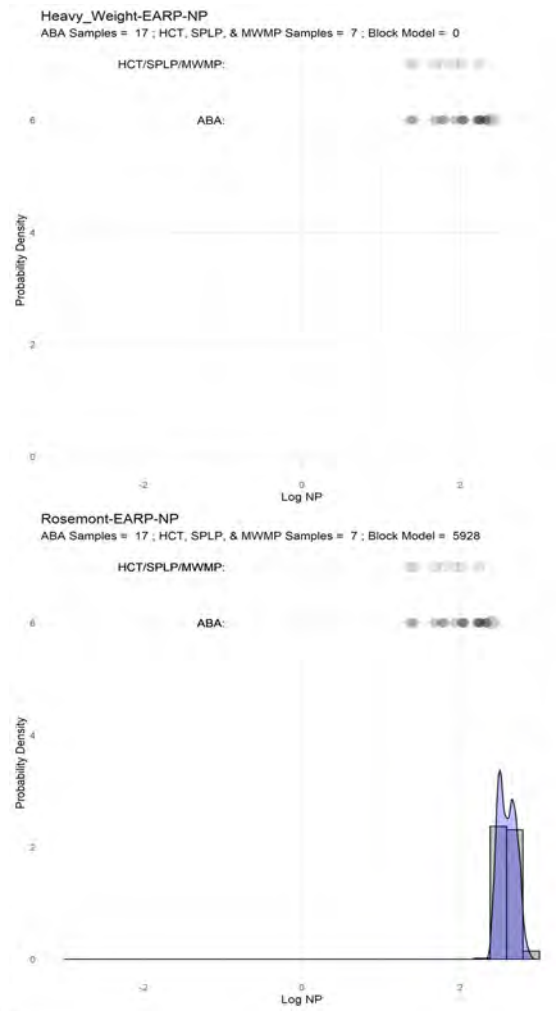 Heavy_Weight-EARP-NP
ABA Samples = 17 ; HCT, SPLP, & MWMP Samples = 7 ; Block Model = 0
HCT/SPLP/MWMP:
6
ABA:
4
Probability Density
2
0
-2
0
2
Log NP
Rosemont-EARP-NP
ABA Samples = 17 ; HCT, SPLP, & MWMP Samples = 7 ; Block Model = 5928
HCT/SPLP/MWMP:
6
ABA:
4
Probability Density
2
0
-2
0
2
Log NP